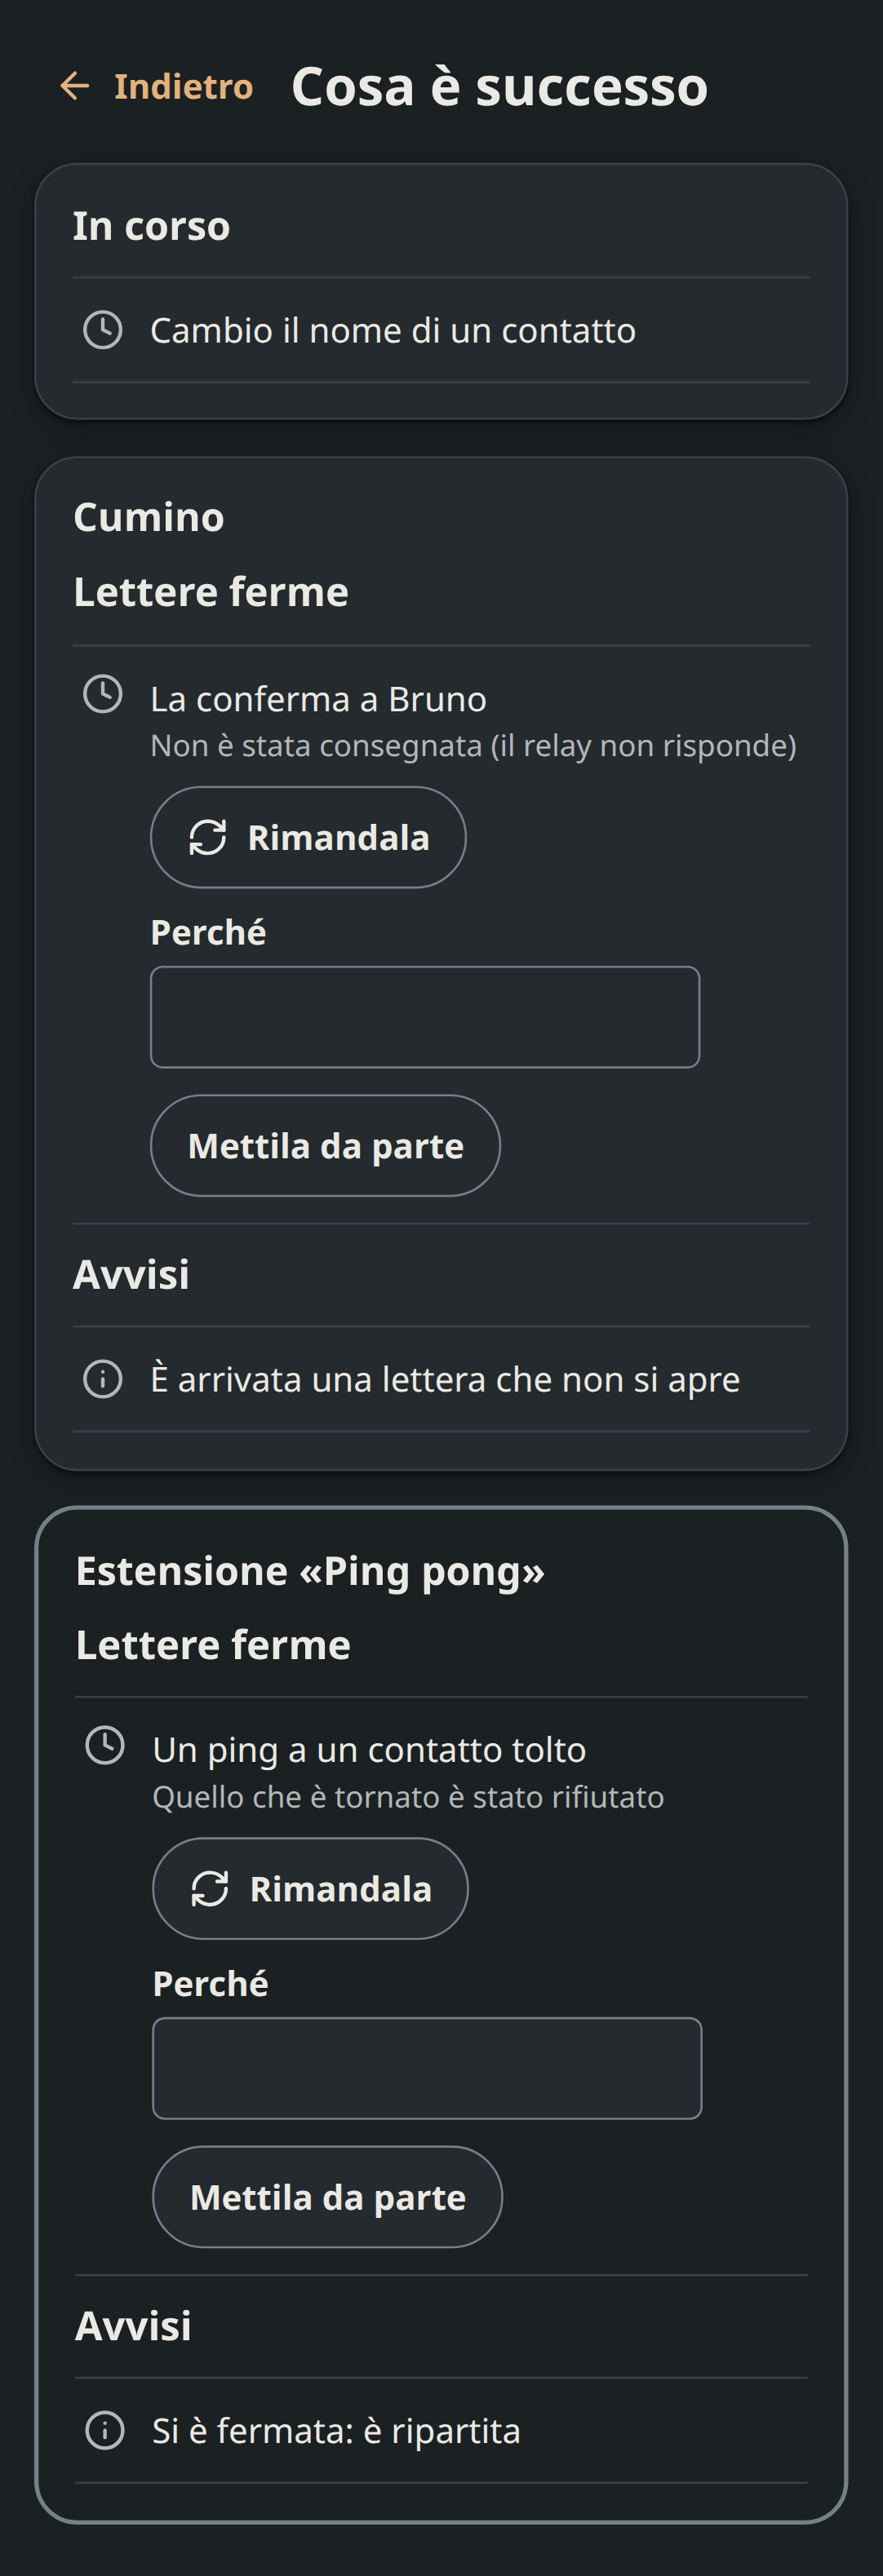 Indietro Cosa è successo
In corso
Cambio il nome di un contatto
Cumino
Lettere ferme
La conferma a Bruno
Non è stata consegnata (il relay non risponde)
Rimandala
Perché
Mettila da parte
Avvisi
È arrivata una lettera che non si apre
Estensione «Ping pong»
Lettere ferme
Un ping a un contatto tolto
Quello che è tornato è stato rifiutato
Rimandala
Perché
Mettila da parte
Avvisi
Si è fermata: è ripartita